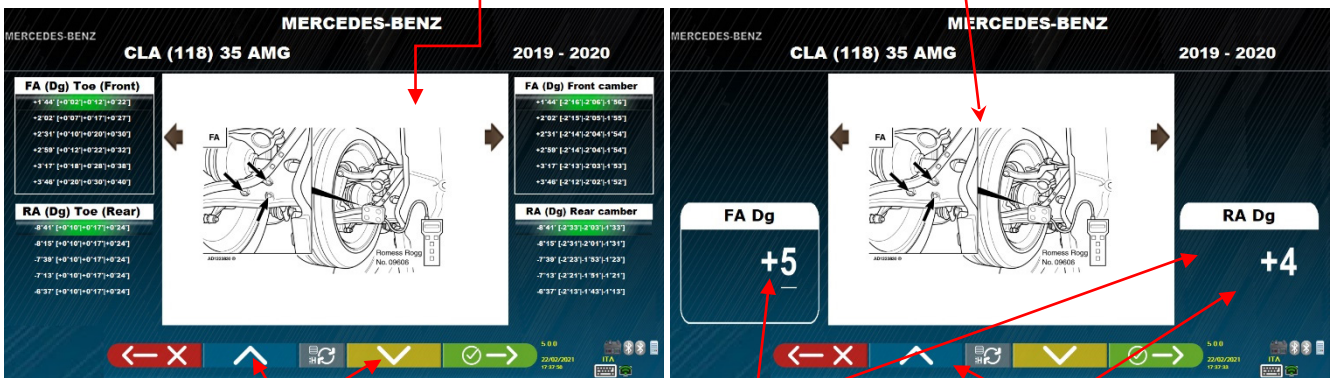 MERCEDES-BENZ
MERCEDES-BENZ
CLA (118) 35 AMG
2019 - 2020
FA (Dg) Toe (Front)
+1°44' [+0°02'|+0°12'|+0°22']
+2°02' [+0°07'|+0°17'|+0°27']
+2°31' [+0°10'|+0°20'|+0°30']
+2°59' [+0°12'|+0°22'|+0°32']
+3°17' [+0°18'|+0°28'|+0°38']
+3°46' [+0°20'|+0°30'|+0°40']
RA (Dg) Toe (Rear)
-8°41' [+0°10'|+0°17'|+0°24']
-8°15' [+0°10'|+0°17'|+0°24']
-7°39' [+0°10'|+0°17'|+0°24']
-7°13' [+0°10'|+0°17'|+0°24']
-6°37' [+0°10'|+0°17'|+0°24']
FA
Romess Rogg
No. 09606
FA (Dg) Front camber
+1°44' [-2°16'|-2°06'|-1°56']
+2°02' [-2°15'|-2°05'|-1°55']
+2°31' [-2°14'|-2°04'|-1°54']
+2°59' [-2°14'|-2°04'|-1°54']
+3°17' [-2°13'|-2°03'|-1°53']
+3°46' [-2°12'|-2°02'|-1°52']
RA (Dg) Rear camber
-8°41' [-2°33'|-2°03'|-1°33']
-8°15' [-2°31'|-2°01'|-1°31']
-7°39' [-2°23'|-1°53'|-1°23']
-7°13' [-2°21'|-1°51'|-1°21']
-6°37' [-2°13'|-1°43'|-1°13']
5 0 0
22/02/2021
17:37:50
ITA
MERCEDES-BENZ
MERCEDES-BENZ
CLA (118) 35 AMG
2019 - 2020
FA Dg
+5
FA
Romess Rogg
No. 09606
RA Dg
+4
5 0 0
22/02/2021
17:37:33
ITA